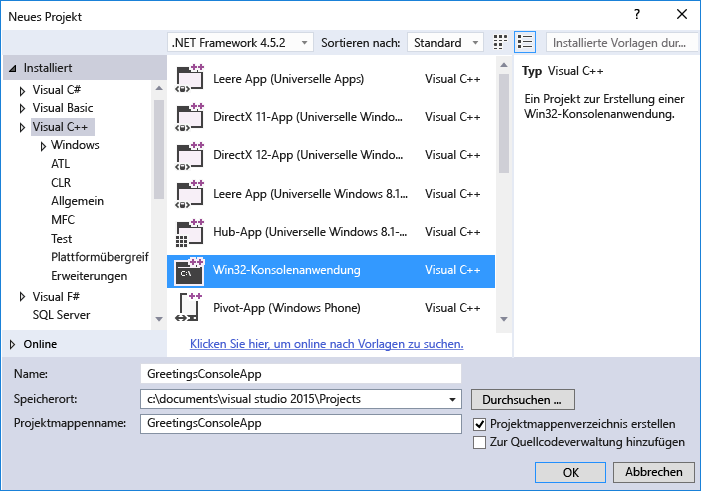 Neues Projekt
? ✕
.NET Framework 4.5.2 Sortieren nach: Standard Installierte Vorlagen dur...
Installiert
Visual C#
Visual Basic
Visual C++
Windows
ATL
CLR
Allgemein
MFC
Test
Plattformübergreif
Erweiterungen
Visual F#
SQL Server
Online
Leere App (Universelle Apps) Visual C++
DirectX 11-App (Universelle Windo... Visual C++
DirectX 12-App (Universelle Windo... Visual C++
Leere App (Universelle Windows 8.1... Visual C++
Hub-App (Universelle Windows 8.1-... Visual C++
C:\ Win32-Konsolenanwendung Visual C++
Pivot-App (Windows Phone) Visual C++
Klicken Sie hier, um online nach Vorlagen zu suchen.
Typ Visual C++
Ein Projekt zur Erstellung einer
Win32-Konsolenanwendung.
Name: GreetingsConsoleApp
Speicherort: c:\documents\visual studio 2015\Projects Durchsuchen ...
Projektmappenname: GreetingsConsoleApp Projektmappenverzeichnis erstellen
Zur Quellcodeverwaltung hinzufügen
OK Abbrechen